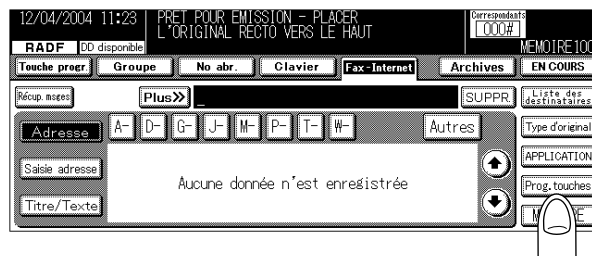 12/04/2004 11:23 PRET POUR EMISSION - PLACER
L'ORIGINAL RECTO VERS LE HAUT
Correspondants
000#
RADF DD disponible MEMOIRE100
Touche progr. Groupe No abr. Clavier Fax-Internet Archives EN COURS
Récup. msges Plus» _ SUPPR. Liste des destinataires
Adresse A- D- G- J- M- P- T- W- Autres Type d'original
Saisie adresse APPLICATION
Aucune donnée n'est enregistrée Prog.touches
Titre/Texte